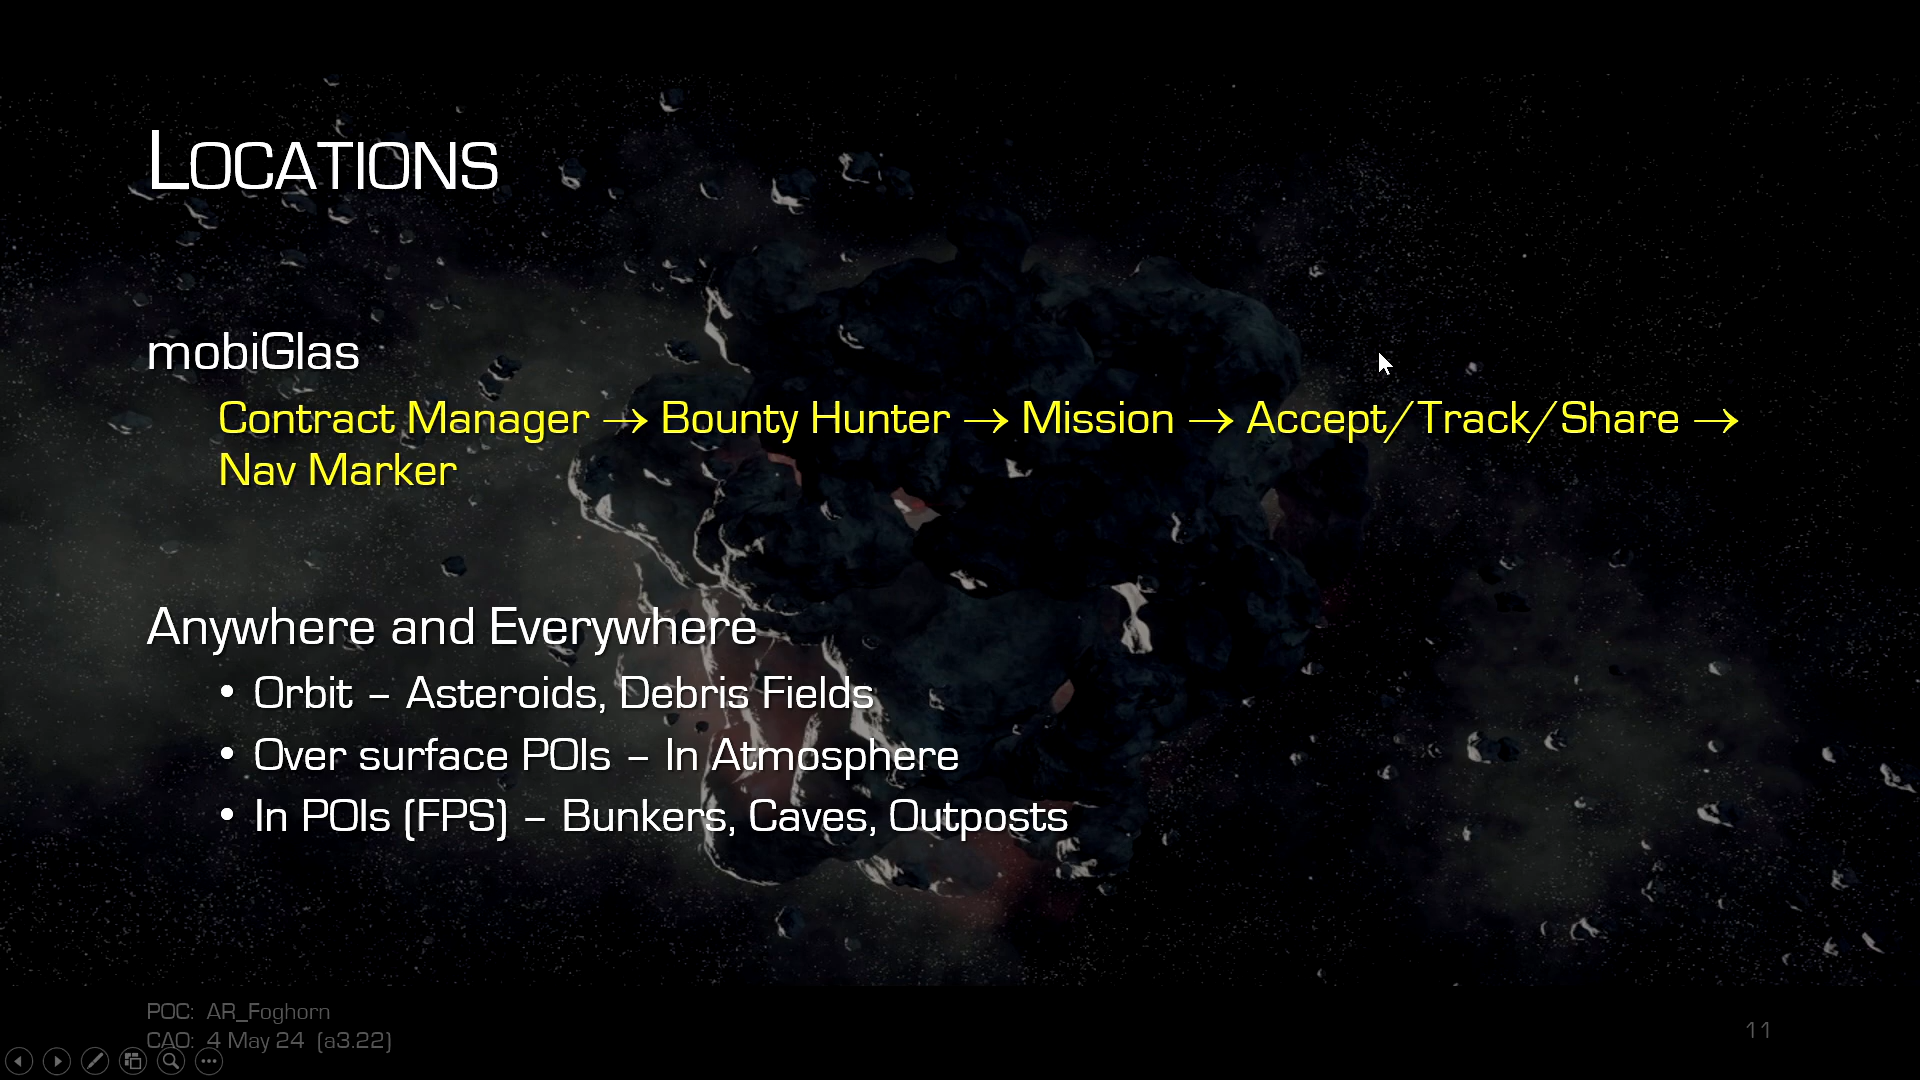 LOCATIONS
mobiGlas
Contract Manager → Bounty Hunter → Mission → Accept/Track/Share →
Nav Marker
Anywhere and Everywhere
• Orbit – Asteroids, Debris Fields
• Over surface POIs – In Atmosphere
• In POIs (FPS) – Bunkers, Caves, Outposts
POC: AR_Foghorn
CAO: 4 May 24 (a3.22)
11